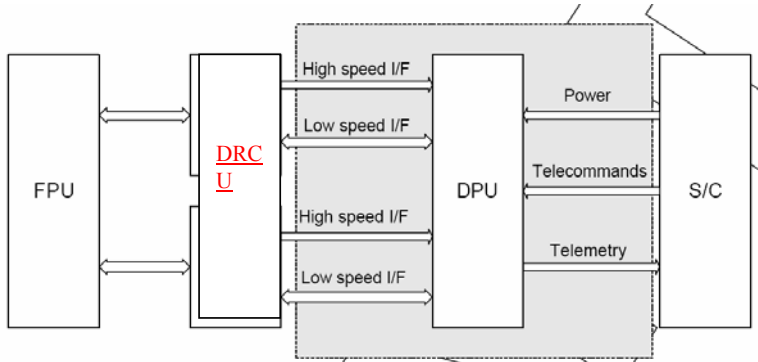 High speed I/F
Power
Low speed I/F
DRC
U
FPU
Telecommands
DPU
S/C
High speed I/F
Telemetry
Low speed I/F